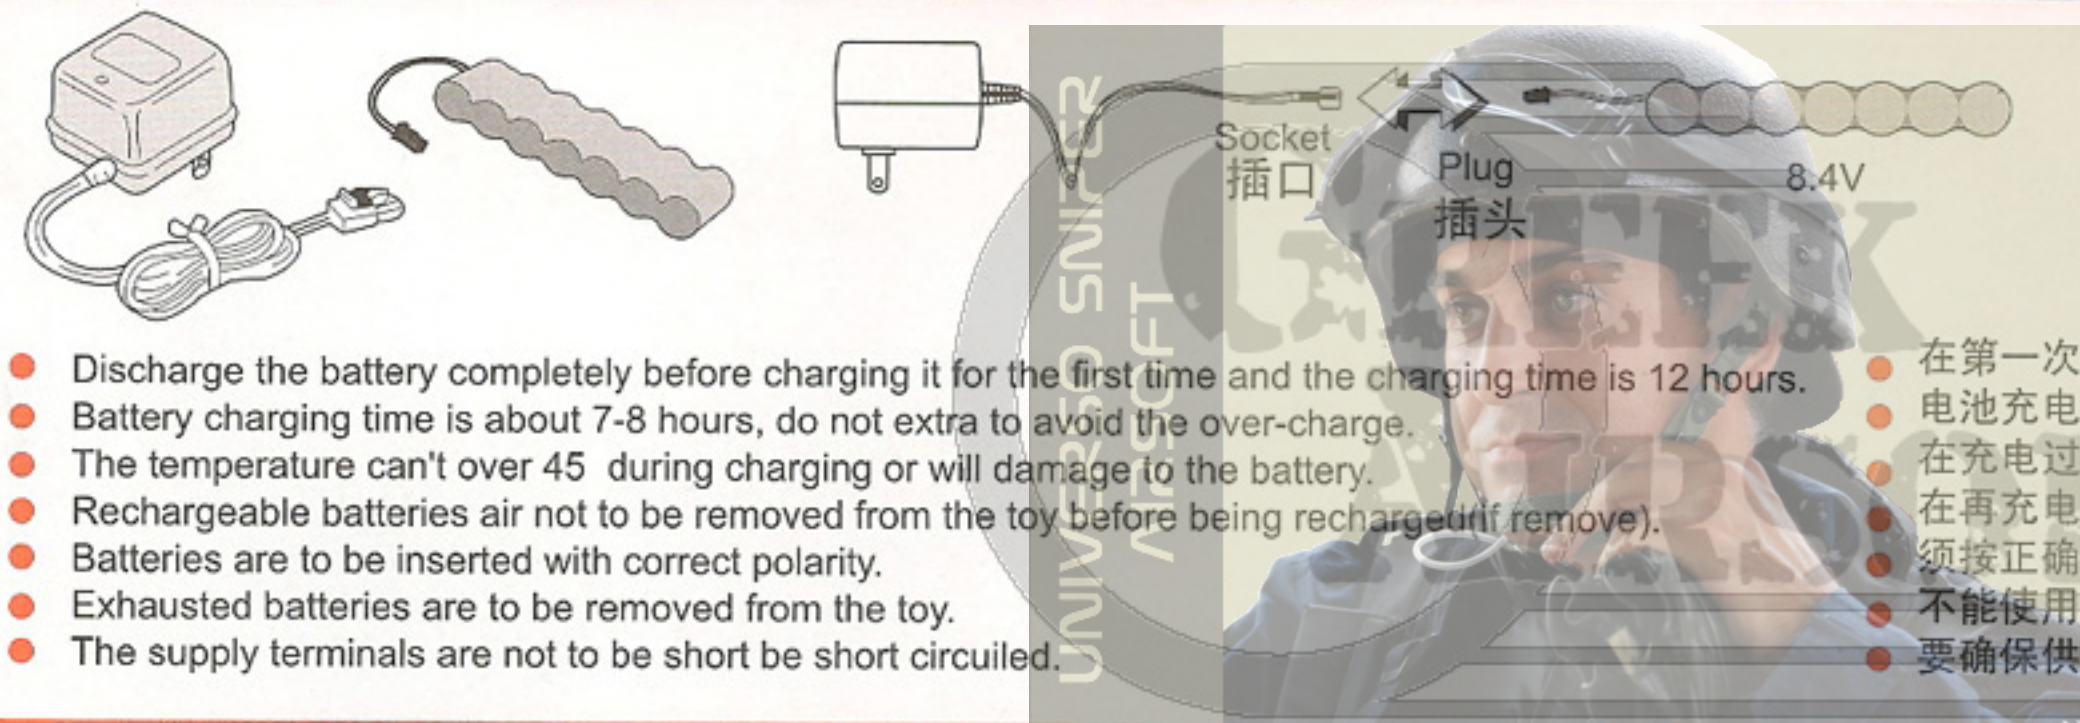 Socket
插口
Plug
插头
8.4V
Discharge the battery completely before charging it for the first time and the charging time is 12 hours.
Battery charging time is about 7-8 hours, do not extra to avoid the over-charge.
The temperature can't over 45 during charging or will damage to the battery.
Rechargeable batteries air not to be removed from the toy before being recharged(if remove).
Batteries are to be inserted with correct polarity.
Exhausted batteries are to be removed from the toy.
The supply terminals are not to be short be short circuiled.
在第一次
电池充电
在充电过
在再充电
须按正确
不能使用
要确保供
UNIVERSO SNIPER
AIRSOFT
GEEK
AIRSOFT